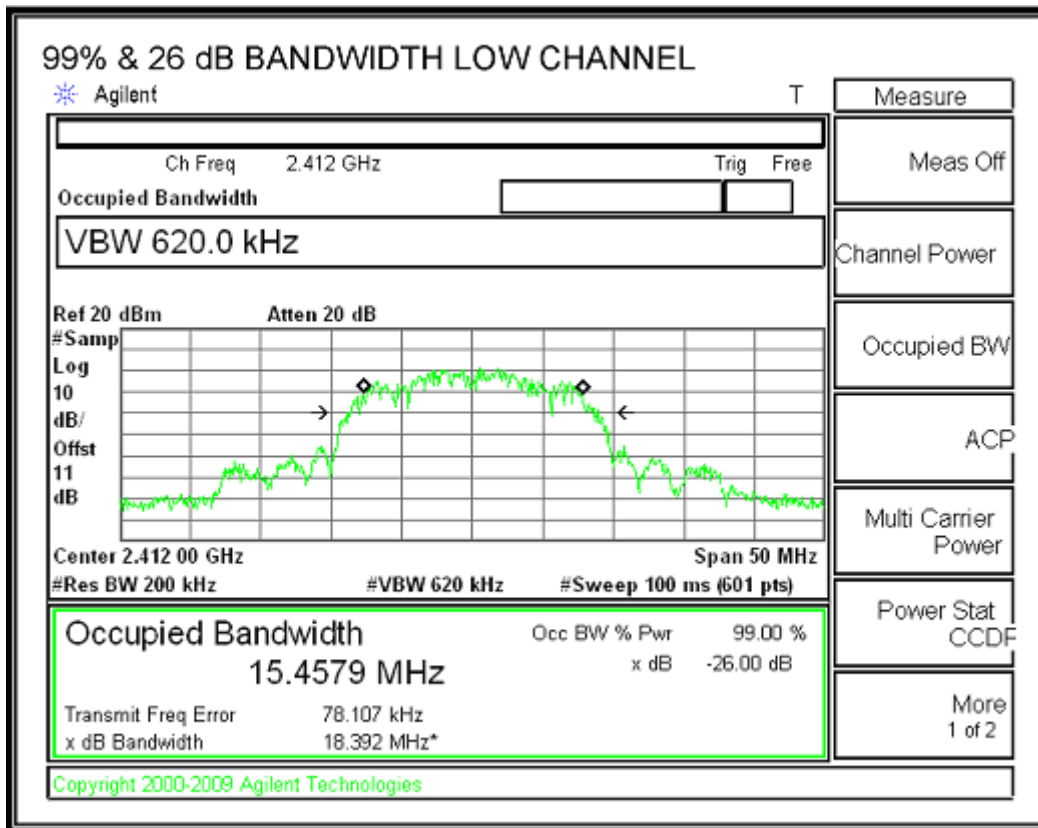 99% & 26 dB BANDWIDTH LOW CHANNEL
Agilent T
Measure
Ch Freq 2.412 GHz Trig Free
Meas Off
Occupied Bandwidth
VBW 620.0 kHz
Channel Power
Ref 20 dBm Atten 20 dB
#Samp
Log
10
dB/
Offst
11
dB
Occupied BW
ACP
Multi Carrier
Power
Center 2.412 00 GHz Span 50 MHz
#Res BW 200 kHz #VBW 620 kHz #Sweep 100 ms (601 pts)
Power Stat
CCDF
Occupied Bandwidth Occ BW % Pwr 99.00 %
15.4579 MHz x dB -26.00 dB
Transmit Freq Error 78.107 kHz
x dB Bandwidth 18.392 MHz*
More
1 of 2
Copyright 2000-2009 Agilent Technologies